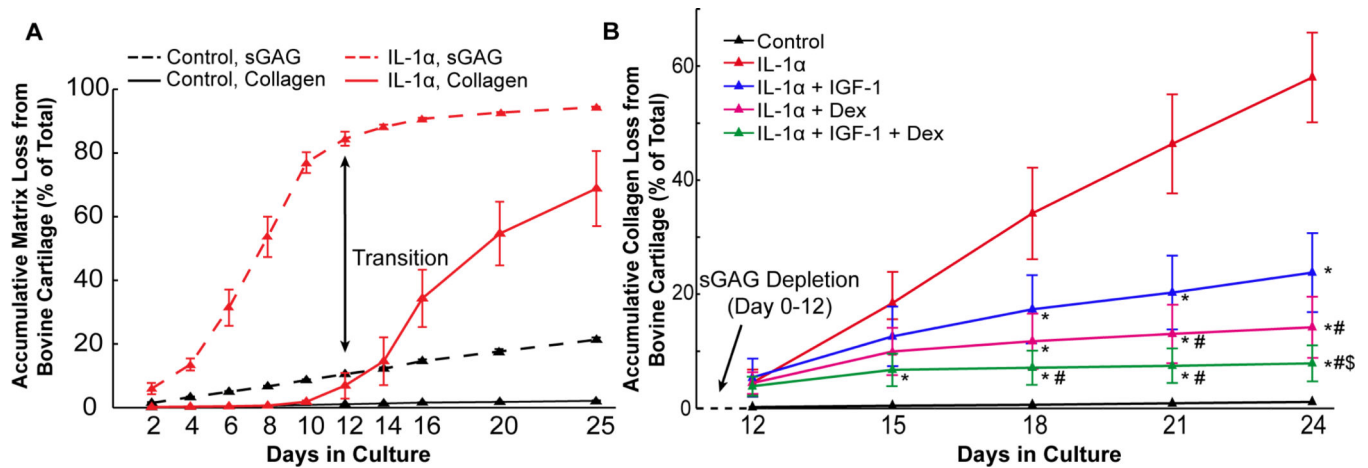 A
Control, sGAG
IL-1α, sGAG
Control, Collagen
IL-1α, Collagen
Accumulative Matrix Loss from
Bovine Cartilage (% of Total)
100
80
60
40
20
0
Transition
2 4 6 8 10 12 14 16 20 25
Days in Culture
B
Control
IL-1α
IL-1α + IGF-1
IL-1α + Dex
IL-1α + IGF-1 + Dex
Accumulative Collagen Loss from
Bovine Cartilage (% of Total)
60
40
20
0
sGAG Depletion
(Day 0-12)
*
*
*
*
*
* #
*#
*
* #
* #
*#$
12 15 18 21 24
Days in Culture